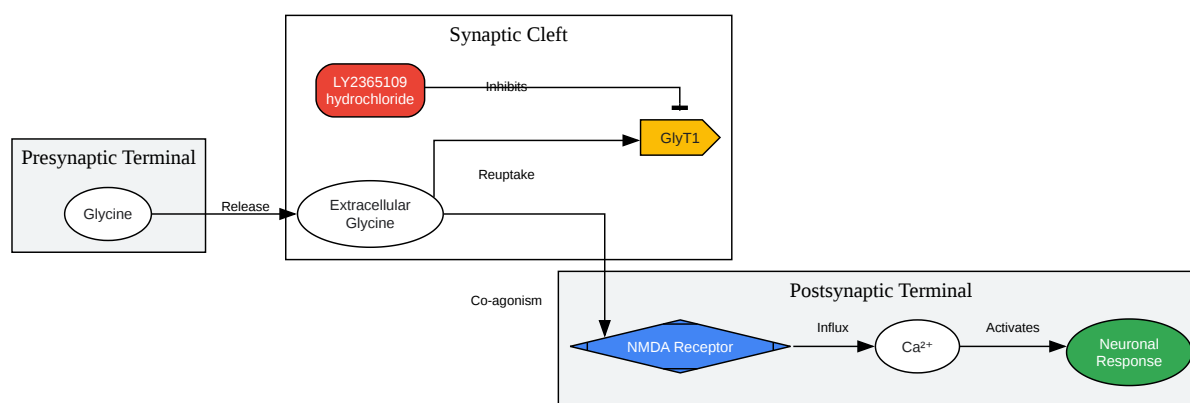 Synaptic Cleft
LY2365109
hydrochloride
Inhibits
GlyT1
Presynaptic Terminal
Reuptake
Glycine
Release
Extracellular
Glycine
Postsynaptic Terminal
Co-agonism
NMDA Receptor
Influx
Ca²⁺
Activates
Neuronal
Response